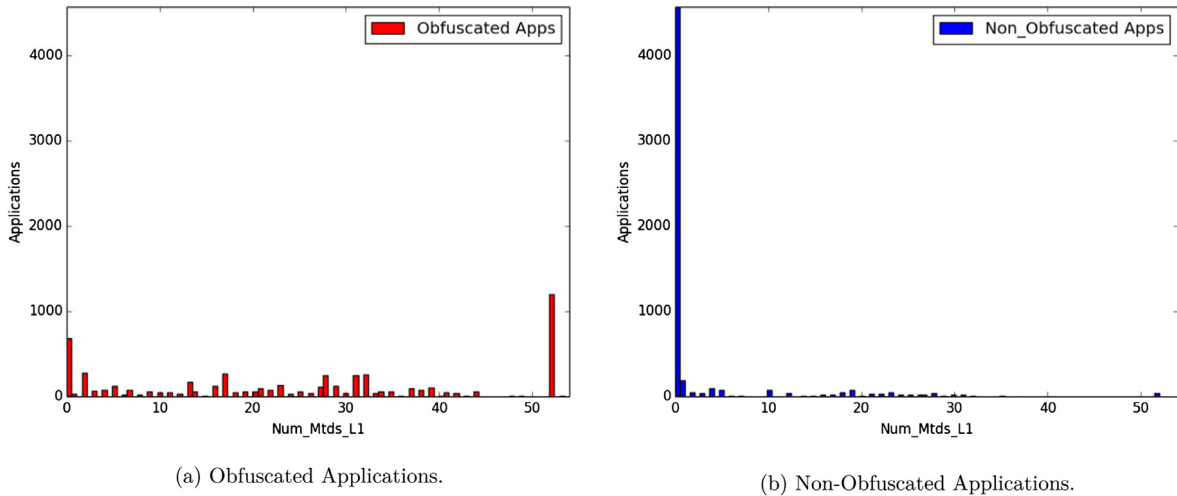 Obfuscated Apps
4000
3000
2000
1000
0
Applications
0 10 20 30 40 50
Num_Mtds_L1
(a) Obfuscated Applications.
Non_Obfuscated Apps
4000
3000
2000
1000
0
Applications
0 10 20 30 40 50
Num_Mtds_L1
(b) Non-Obfuscated Applications.